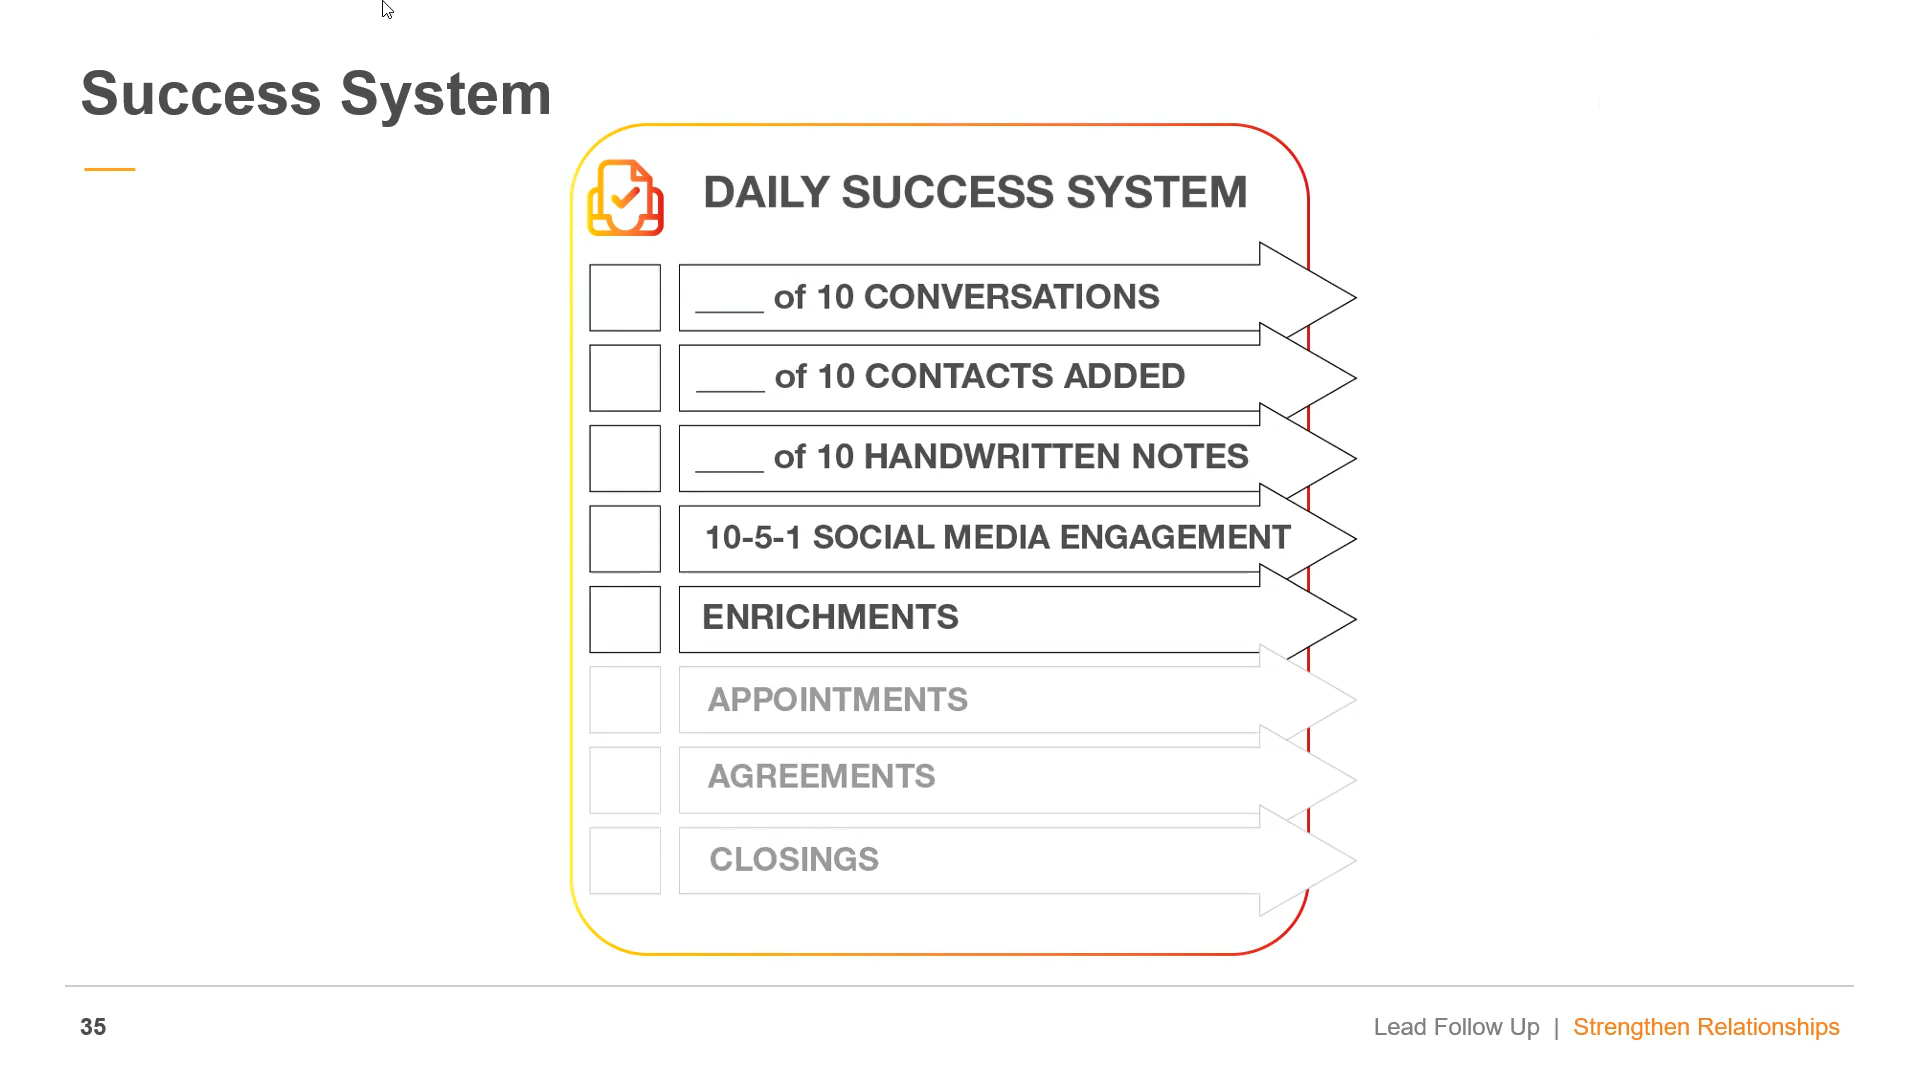 Success System
DAILY SUCCESS SYSTEM
____ of 10 CONVERSATIONS
____ of 10 CONTACTS ADDED
____ of 10 HANDWRITTEN NOTES
10-5-1 SOCIAL MEDIA ENGAGEMENT
ENRICHMENTS
APPOINTMENTS
AGREEMENTS
CLOSINGS
35
Lead Follow Up | Strengthen Relationships